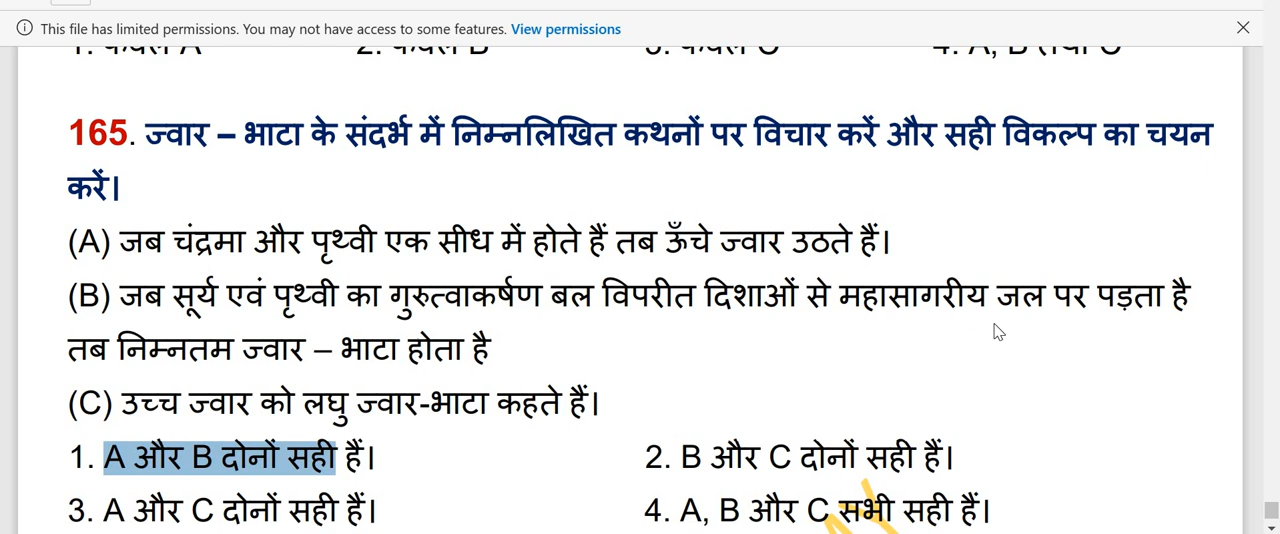 This file has limited permissions. You may not have access to some features. View permissions
165. ज्वार – भाटा के संदर्भ में निम्नलिखित कथनों पर विचार करें और सही विकल्प का चयन
करें।
(A) जब चंद्रमा और पृथ्वी एक सीध में होते हैं तब ऊँचे ज्वार उठते हैं।
(B) जब सूर्य एवं पृथ्वी का गुरुत्वाकर्षण बल विपरीत दिशाओं से महासागरीय जल पर पड़ता है
तब निम्नतम ज्वार – भाटा होता है
(C) उच्च ज्वार को लघु ज्वार-भाटा कहते हैं।
1. A और B दोनों सही हैं। 2. B और C दोनों सही हैं।
3. A और C दोनों सही हैं। 4. A, B और C सभी सही हैं।